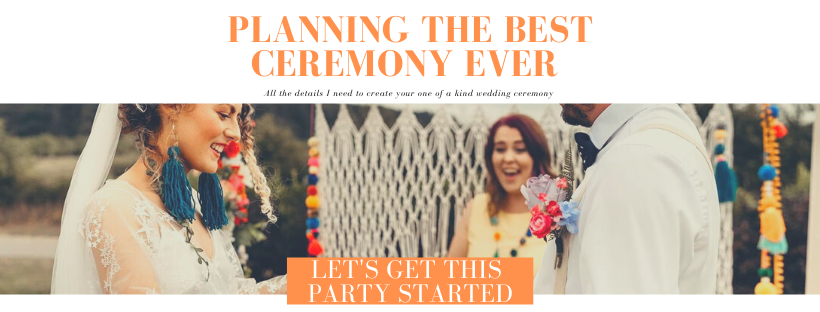 PLANNING THE BEST
CEREMONY EVER
All the details I need to create your one of a kind wedding ceremony
LET'S GET THIS
PARTY STARTED